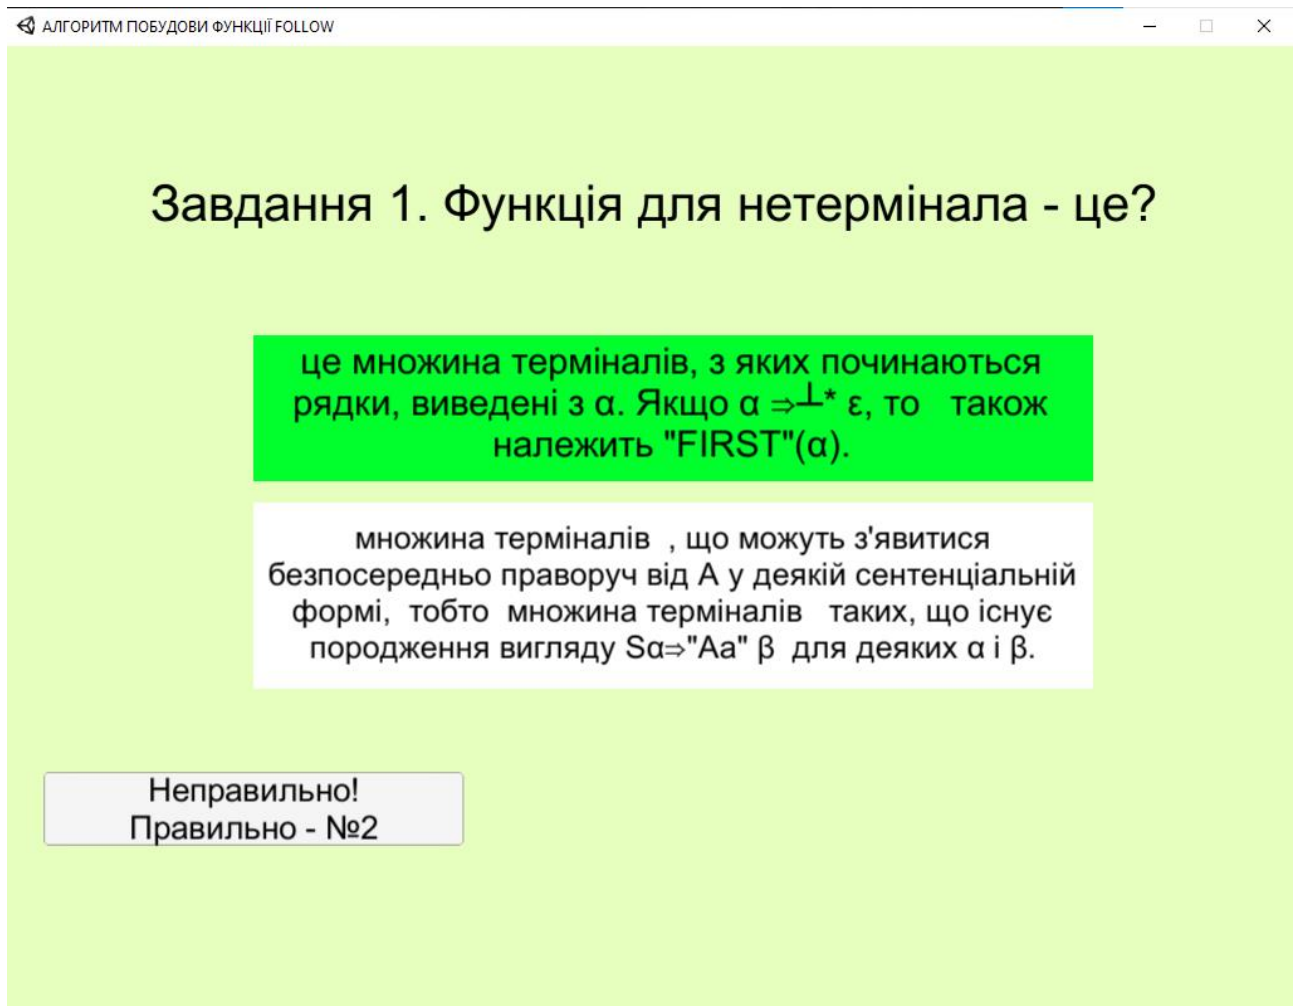 АЛГОРИТМ ПОБУДОВИ ФУНКЦІЇ FOLLOW
Завдання 1. Функція для нетермінала - це?
це множина терміналів, з яких починаються
рядки, виведені з α. Якщо α ⇒┴* ε, то також
належить "FIRST"(α).
множина терміналів , що можуть з'явитися
безпосередньо праворуч від А у деякій сентенціальній
формі, тобто множина терміналів таких, що існує
породження вигляду Sα⇒"Aa" β для деяких α і β.
Неправильно!
Правильно - №2